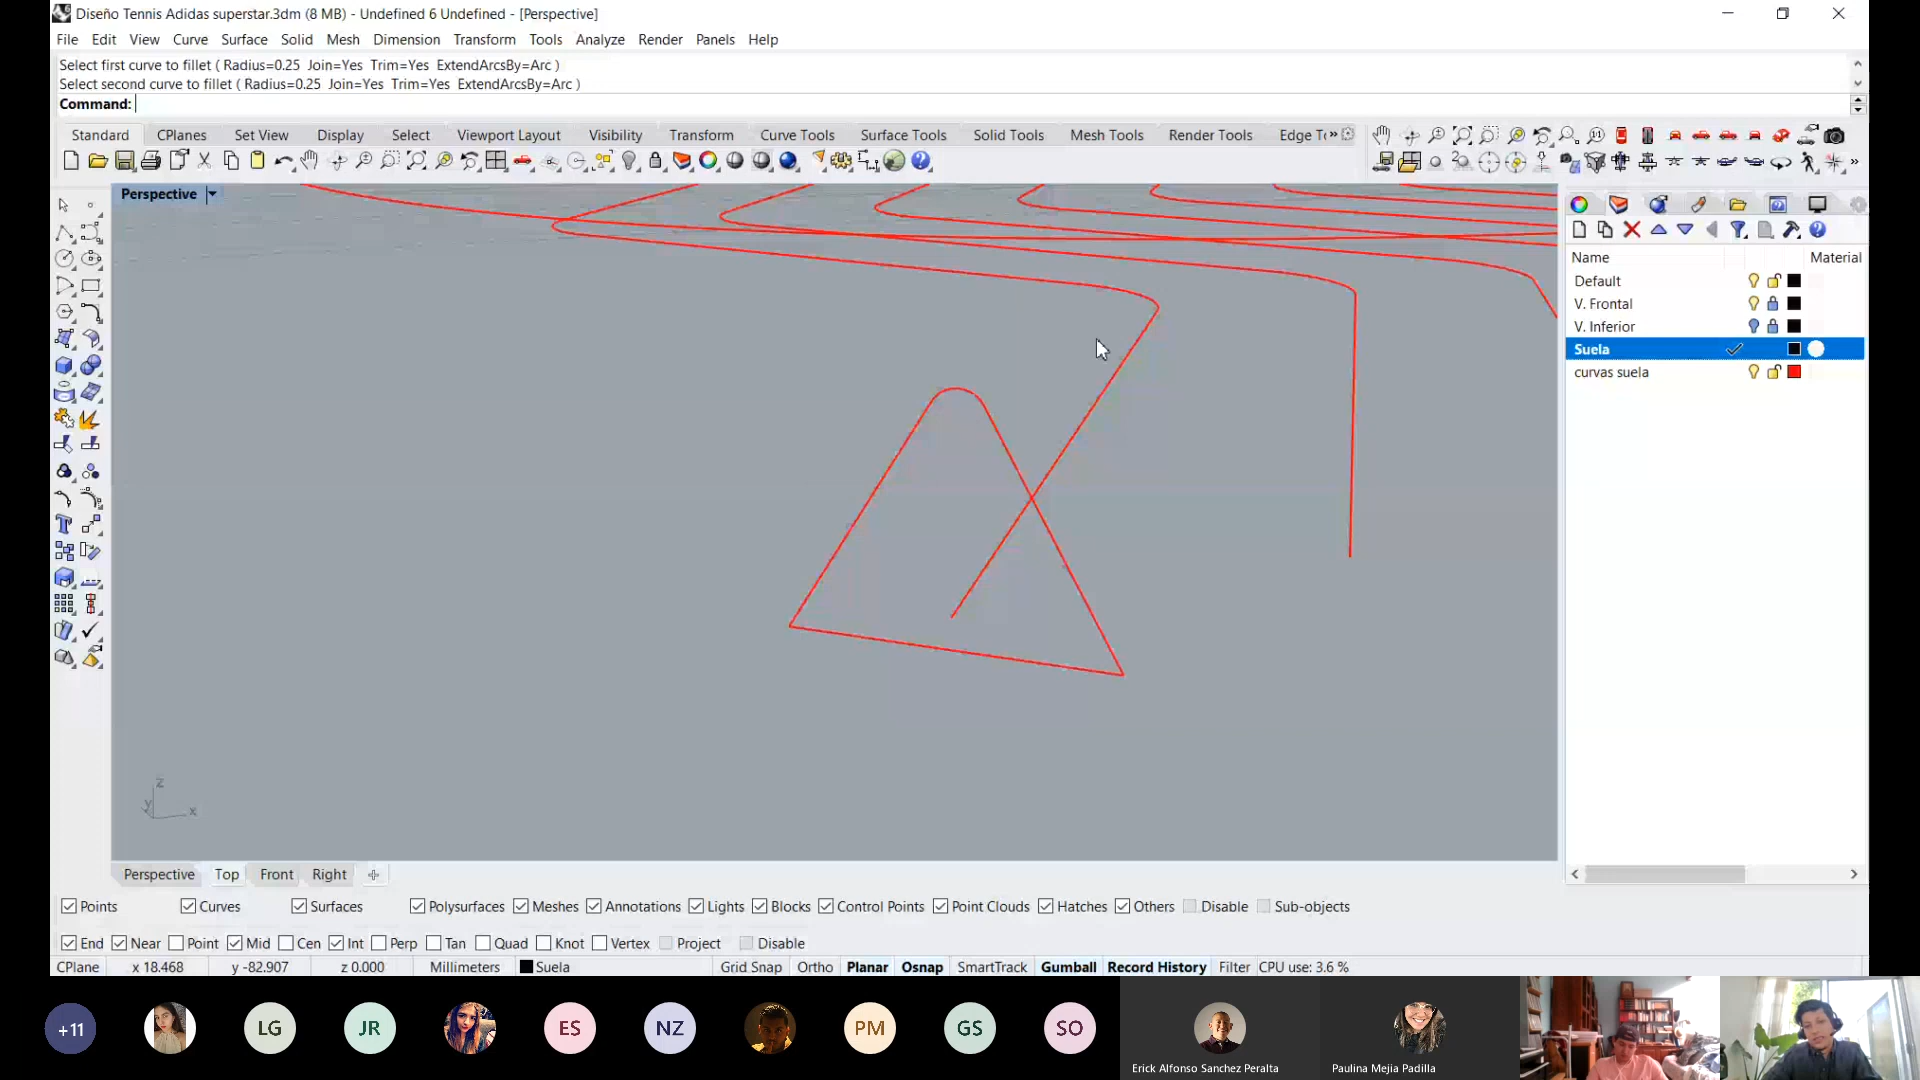 Diseño Tennis Adidas superstar.3dm (8 MB) - Undefined 6 Undefined - [Perspective]
File Edit View Curve Surface Solid Mesh Dimension Transform Tools Analyze Render Panels Help
Select first curve to fillet ( Radius=0.25 Join=Yes Trim=Yes ExtendArcsBy=Arc )
Select second curve to fillet ( Radius=0.25 Join=Yes Trim=Yes ExtendArcsBy=Arc )
Command:
Standard CPlanes Set View Display Select Viewport Layout Visibility Transform Curve Tools Surface Tools Solid Tools Mesh Tools Render Tools Edge To
Perspective
Name Material
Default
V. Frontal
V. Inferior
Suela
curvas suela
z
y x
Perspective Top Front Right
Points Curves Surfaces Polysurfaces Meshes Annotations Lights Blocks Control Points Point Clouds Hatches Others Disable Sub-objects
End Near Point Mid Cen Int Perp Tan Quad Knot Vertex Project Disable
CPlane x 18.468 y -82.907 z 0.000 Millimeters Suela Grid Snap Ortho Planar Osnap SmartTrack Gumball Record History Filter CPU use: 3.6 %
+11 LG JR ES NZ PM GS SO
Erick Alfonso Sanchez Peralta Paulina Mejia Padilla